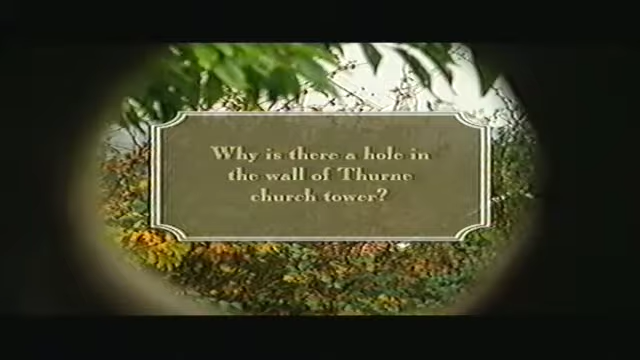 Why is there a hole in
the wall of Thurne
church tower?